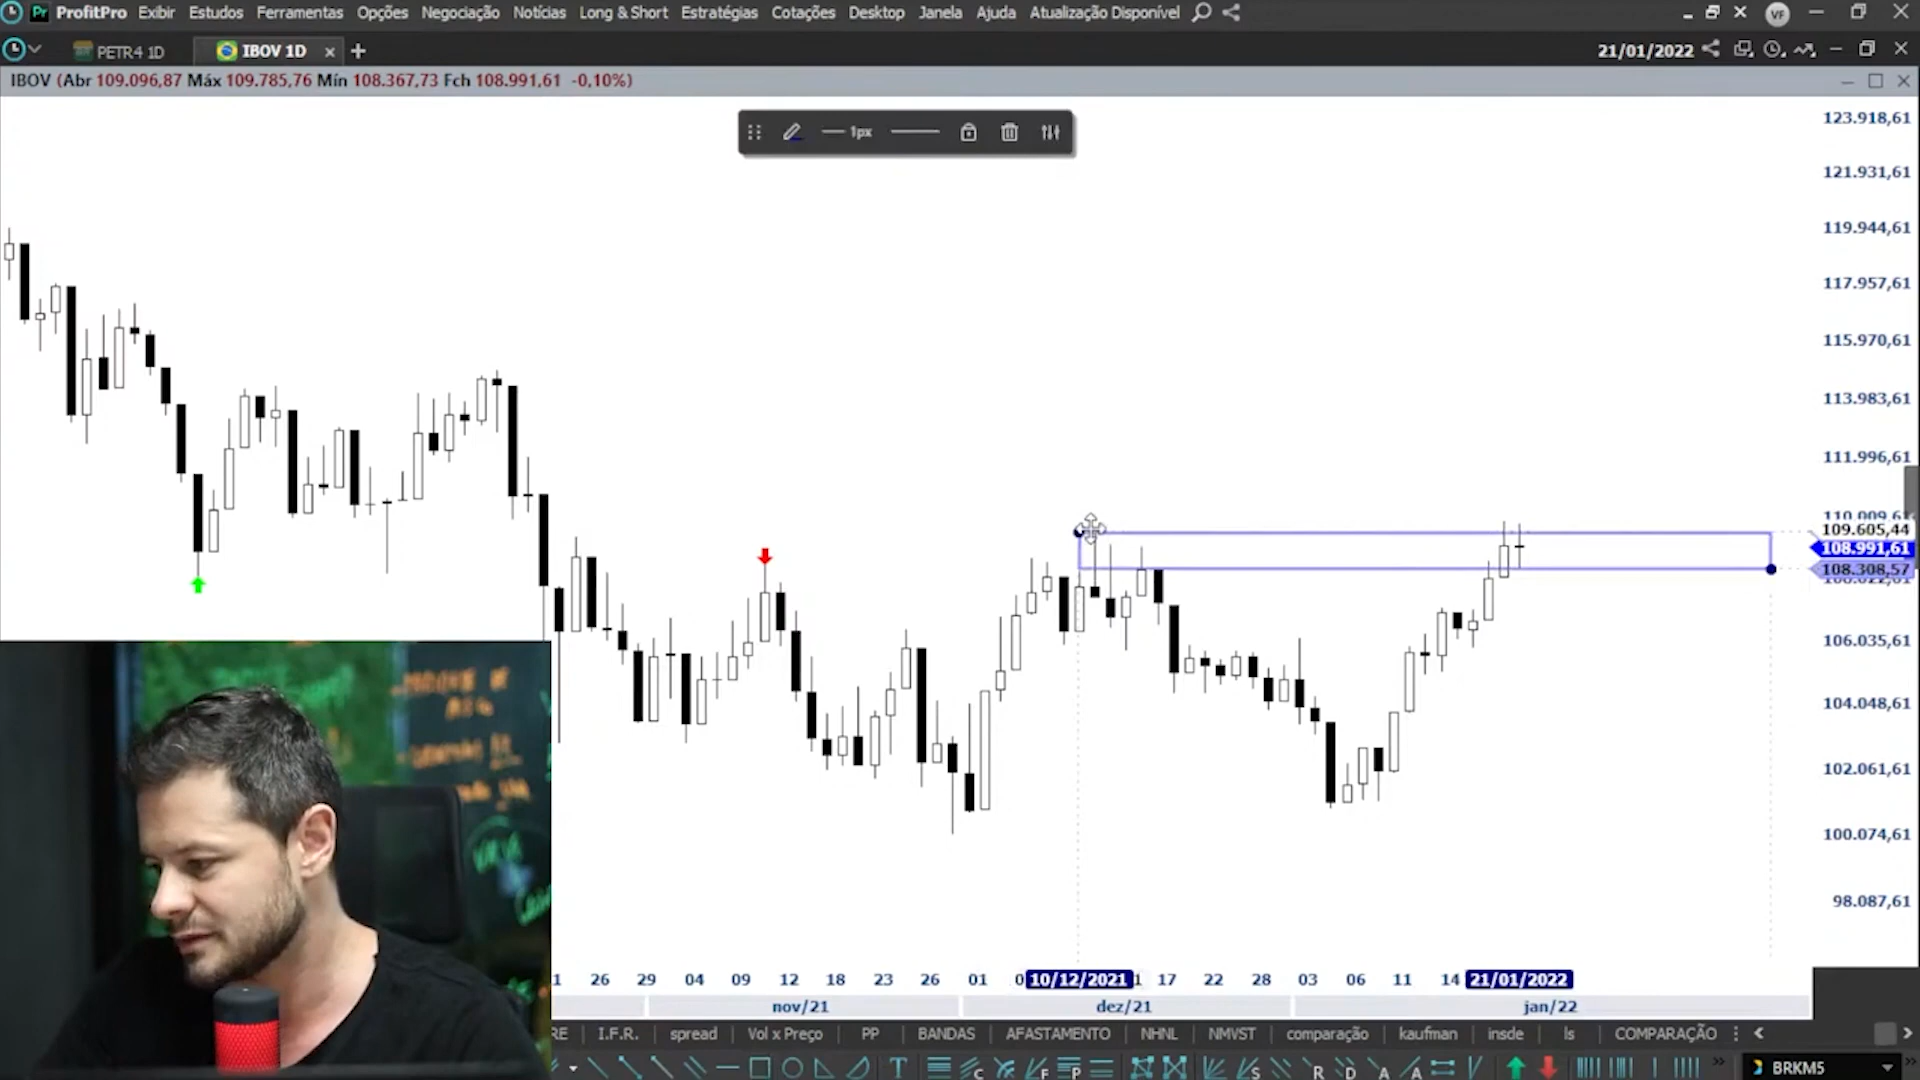 ProfitPro Exibir Estudos Ferramentas Opções Negociação Notícias Long & Short Estratégias Cotações Desktop Janela Ajuda Atualização Disponível VF
PETR4 1D IBOV 1D 21/01/2022
IBOV (Abr 109.096,87 Máx 109.785,76 Mín 108.367,73 Fch 108.991,61 -0,10%)
1px
123.918,61
121.931,61
119.944,61
117.957,61
115.970,61
113.983,61
111.996,61
110.009,61
109.605,44
108.991,61
108.308,57
106.035,61
104.048,61
102.061,61
100.074,61
98.087,61
26 29 04 09 12 18 23 26 01 10/12/2021 17 22 28 03 06 11 14 21/01/2022
nov/21 dez/21 jan/22
RE I.F.R. spread Vol x Preço PP BANDAS AFASTAMENTO NHNL NMVST comparação kaufman insde ls COMPARAÇÃO
BRKM5